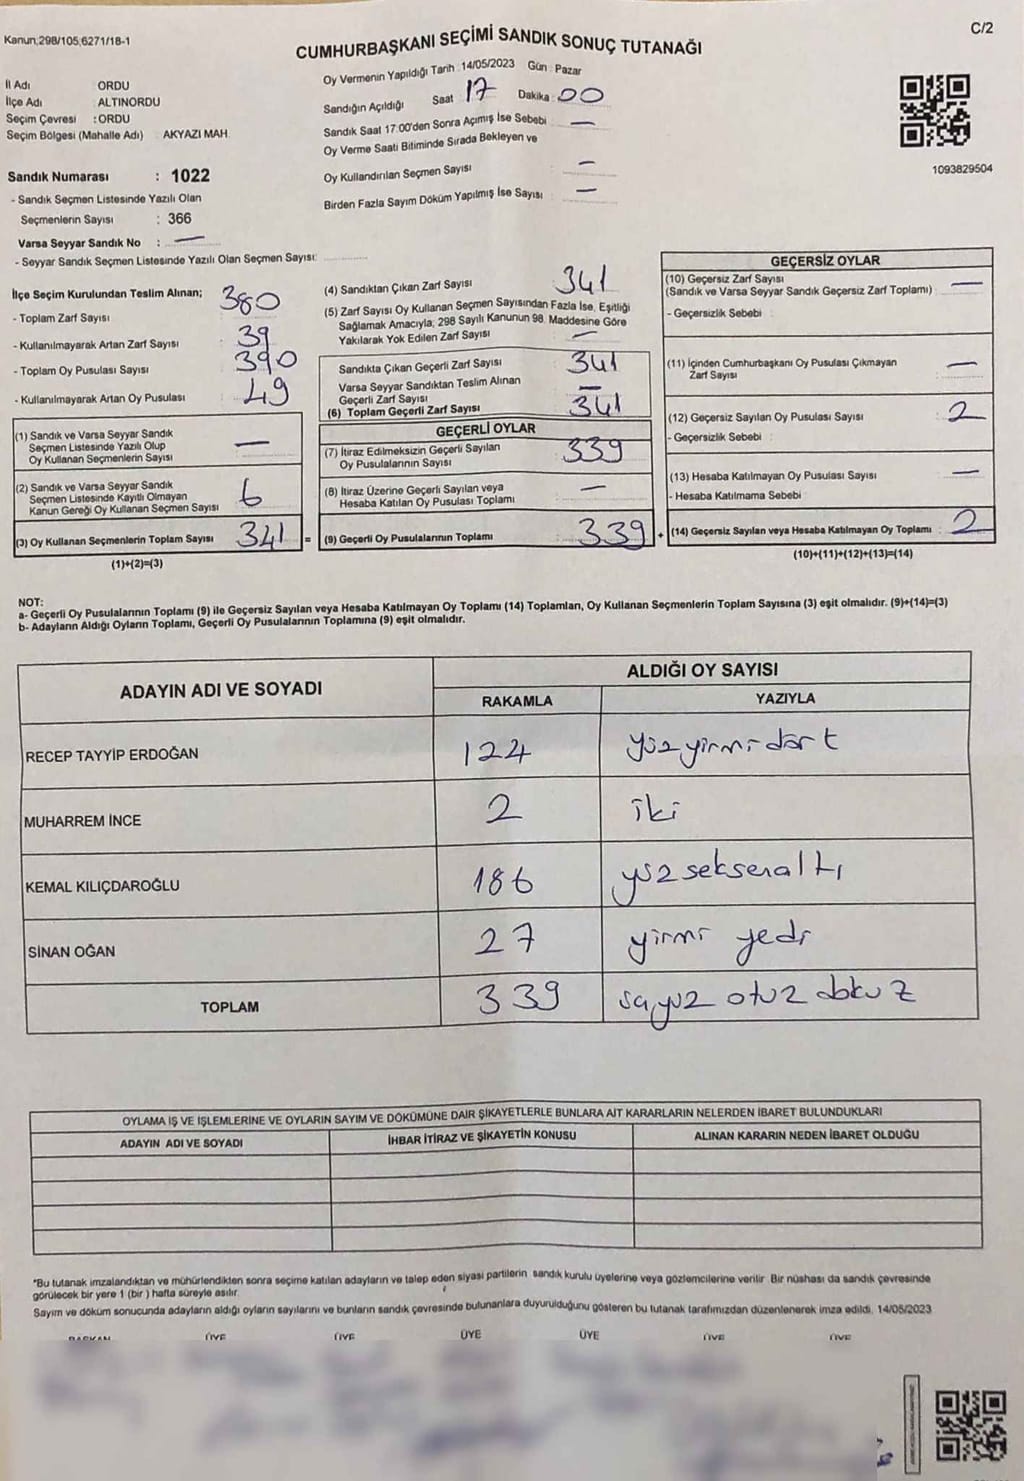 Kanun;298/105;6271/18-1
C/2
CUMHURBAŞKANI SEÇİMİ SANDIK SONUÇ TUTANAĞI
İl Adı ORDU
İlçe Adı ALTINORDU
Seçim Çevresi : ORDU
Seçim Bölgesi (Mahalle Adı) AKYAZI MAH.
Sandık Numarası : 1022
- Sandık Seçmen Listesinde Yazılı Olan
Seçmenlerin Sayısı : 366
Varsa Seyyar Sandık No : —
- Seyyar Sandık Seçmen Listesinde Yazılı Olan Seçmen Sayısı:
Oy Vermenin Yapıldığı Tarih : 14/05/2023 Gün : Pazar
Sandığın Açıldığı Saat 17 Dakika : 00
Sandık Saat 17:00'den Sonra Açımış İse Sebebi —
Oy Verme Saati Bitiminde Sırada Bekleyen ve
Oy Kullandırılan Seçmen Sayısı —
Birden Fazla Sayım Döküm Yapılmış İse Sayısı : —
1093829504
İlçe Seçim Kurulundan Teslim Alınan;
- Toplam Zarf Sayısı 380
- Kullanılmayarak Artan Zarf Sayısı : 39
- Toplam Oy Pusulası Sayısı : 390
- Kullanılmayarak Artan Oy Pusulası : 49
(1) Sandık ve Varsa Seyyar Sandık
Seçmen Listesinde Yazılı Olup
Oy Kullanan Seçmenlerin Sayısı —
(2) Sandık ve Varsa Seyyar Sandık
Seçmen Listesinde Kayıtlı Olmayan
Kanun Gereği Oy Kullanan Seçmen Sayısı 6
(3) Oy Kullanan Seçmenlerin Toplam Sayısı 341 =
(1)+(2)=(3)
(4) Sandıktan Çıkan Zarf Sayısı 341
(5) Zarf Sayısı Oy Kullanan Seçmen Sayısından Fazla İse, Eşitliği
Sağlamak Amacıyla, 298 Sayılı Kanunun 98. Maddesine Göre
Yakılarak Yok Edilen Zarf Sayısı —
Sandıkta Çıkan Geçerli Zarf Sayısı 341
Varsa Seyyar Sandıktan Teslim Alınan
Geçerli Zarf Sayısı —
(6) Toplam Geçerli Zarf Sayısı 341
GEÇERLİ OYLAR
(7) İtiraz Edilmeksizin Geçerli Sayılan
Oy Pusulalarının Sayısı 339
(8) İtiraz Üzerine Geçerli Sayılan veya
Hesaba Katılan Oy Pusulası Toplamı —
(9) Geçerli Oy Pusulalarının Toplamı 339 +
GEÇERSİZ OYLAR
(10) Geçersiz Zarf Sayısı
(Sandık ve Varsa Seyyar Sandık Geçersiz Zarf Toplamı) —
- Geçersizlik Sebebi :
(11) İçinden Cumhurbaşkanı Oy Pusulası Çıkmayan
Zarf Sayısı —
(12) Geçersiz Sayılan Oy Pusulası Sayısı 2
- Geçersizlik Sebebi :
(13) Hesaba Katılmayan Oy Pusulası Sayısı —
- Hesaba Katılmama Sebebi
(14) Geçersiz Sayılan veya Hesaba Katılmayan Oy Toplamı : 2
(10)+(11)+(12)+(13)=(14)
NOT:
a- Geçerli Oy Pusulalarının Toplamı (9) ile Geçersiz Sayılan veya Hesaba Katılmayan Oy Toplamı (14) Toplamları, Oy Kullanan Seçmenlerin Toplam Sayısına (3) eşit olmalıdır. (9)+(14)=(3)
b- Adayların Aldığı Oyların Toplamı, Geçerli Oy Pusulalarının Toplamına (9) eşit olmalıdır.
ADAYIN ADI VE SOYADI ALDIĞI OY SAYISI
RAKAMLA YAZIYLA
RECEP TAYYİP ERDOĞAN 124 yüzyirmidört
MUHARREM İNCE 2 iki
KEMAL KILIÇDAROĞLU 186 yüzseksenaltı
SİNAN OĞAN 27 yirmi yedi
TOPLAM 339 üçyüz otuz dokuz
OYLAMA İŞ VE İŞLEMLERİNE VE OYLARIN SAYIM VE DÖKÜMÜNE DAİR ŞİKAYETLERLE BUNLARA AİT KARARLARIN NELERDEN İBARET BULUNDUKLARI
ADAYIN ADI VE SOYADI İHBAR İTİRAZ VE ŞİKAYETİN KONUSU ALINAN KARARIN NEDEN İBARET OLDUĞU
*Bu tutanak imzalandıktan ve mühürlendikten sonra seçime katılan adayların ve talep eden siyasi partilerin sandık kurulu üyelerine veya gözlemcilerine verilir. Bir nüshası da sandık çevresinde
görülecek bir yere 1 (bir) hafta süreyle asılır.
Sayım ve döküm sonucunda adayların aldığı oyların sayılarını ve bunların sandık çevresinde bulunanlara duyurulduğunu gösteren bu tutanak tarafımızdan düzenlenerek imza edildi. 14/05/2023
BAŞKAN ÜYE ÜYE ÜYE ÜYE ÜYE ÜYE